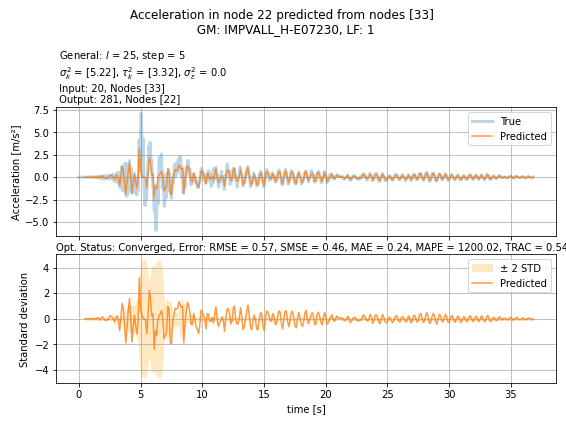 Acceleration in node 22 predicted from nodes [33]
GM: IMPVALL_H-E07230, LF: 1
General: l = 25, step = 5
σ²ₖ = [5.22], τ²ₖ = [3.32], σ²ε = 0.0
Input: 20, Nodes [33]
Output: 281, Nodes [22]
Acceleration [m/s²]
7.5
5.0
2.5
0.0
−2.5
−5.0
True
Predicted
Opt. Status: Converged, Error: RMSE = 0.57, SMSE = 0.46, MAE = 0.24, MAPE = 1200.02, TRAC = 0.54
Standard deviation
4
2
0
−2
−4
± 2 STD
Predicted
0 5 10 15 20 25 30 35
time [s]